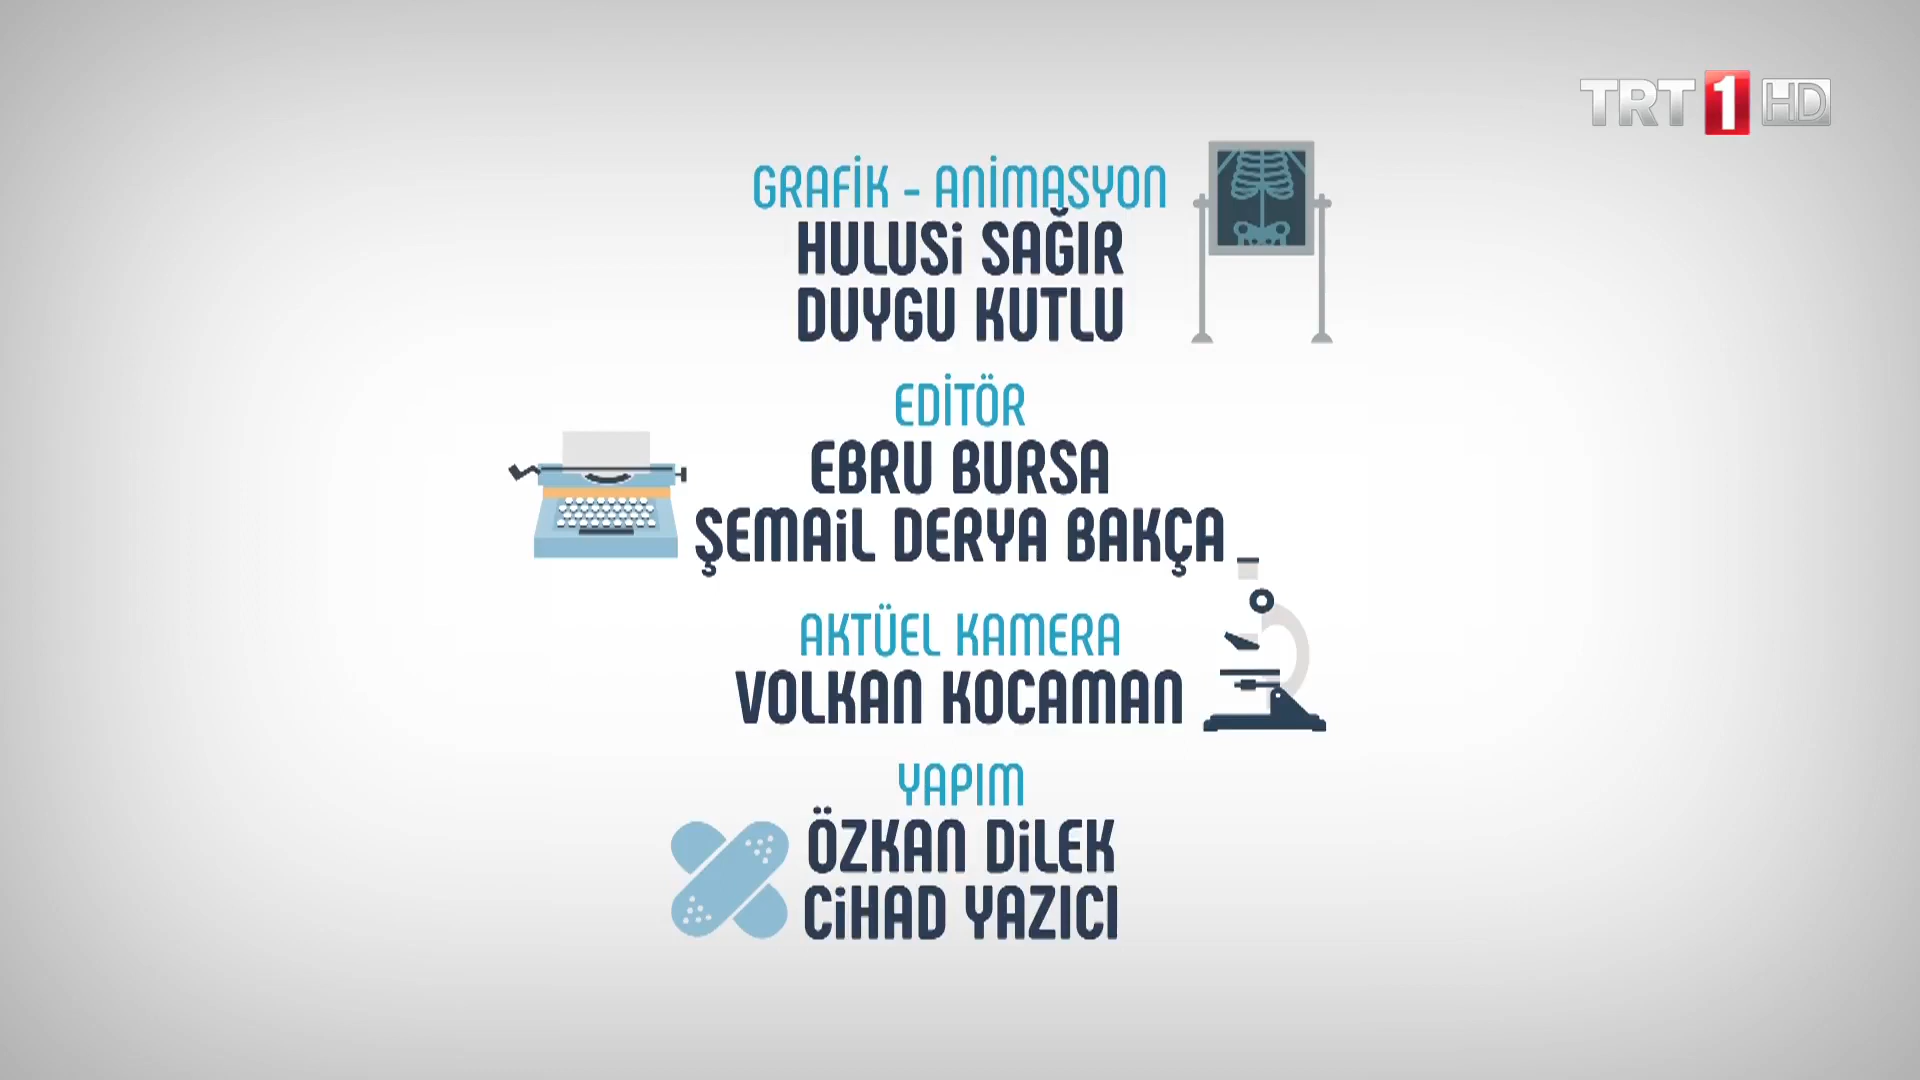 TRT 1 HD
GRAFİK - ANİMASYON
HULUSİ SAĞIR
DUYGU KUTLU
EDİTÖR
EBRU BURSA
ŞEMAİL DERYA BAKÇA
AKTÜEL KAMERA
VOLKAN KOCAMAN
YAPIM
ÖZKAN DİLEK
CİHAD YAZICI